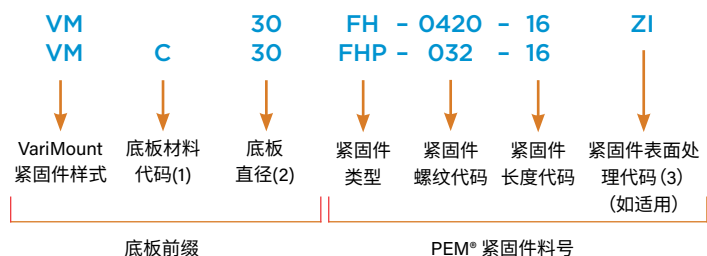 VM 30 FH - 0420 - 16 ZI
VM C 30 FHP - 032 - 16
VariMount 底板材料 底板 紧固件 紧固件 紧固件 紧固件表面处
紧固件样式 代码(1) 直径(2) 类型 螺纹代码 长度代码 理代码(3)
(如适用)
底板前缀 PEM® 紧固件料号